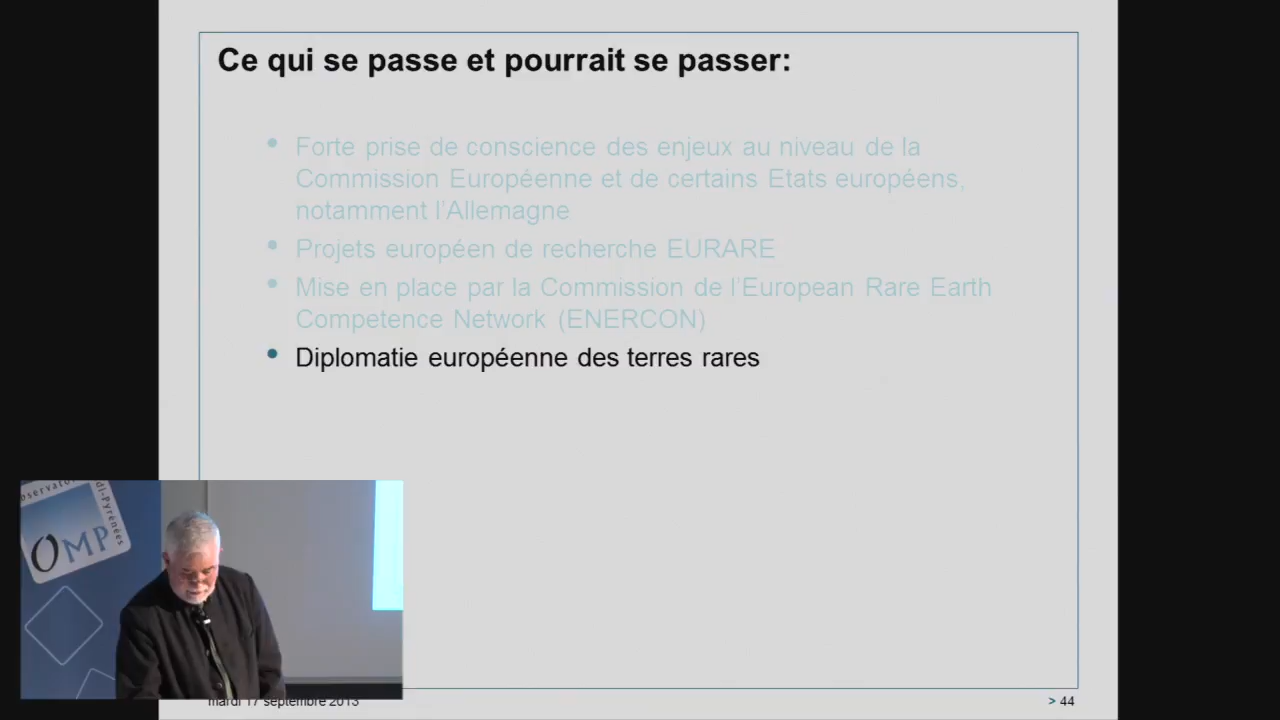 Ce qui se passe et pourrait se passer:
• Forte prise de conscience des enjeux au niveau de la
Commission Européenne et de certains Etats européens,
notamment l'Allemagne
• Projets européen de recherche EURARE
• Mise en place par la Commission de l'European Rare Earth
Competence Network (ENERCON)
• Diplomatie européenne des terres rares
OMP
di-Pyrénées
mardi 17 septembre 2013
> 44